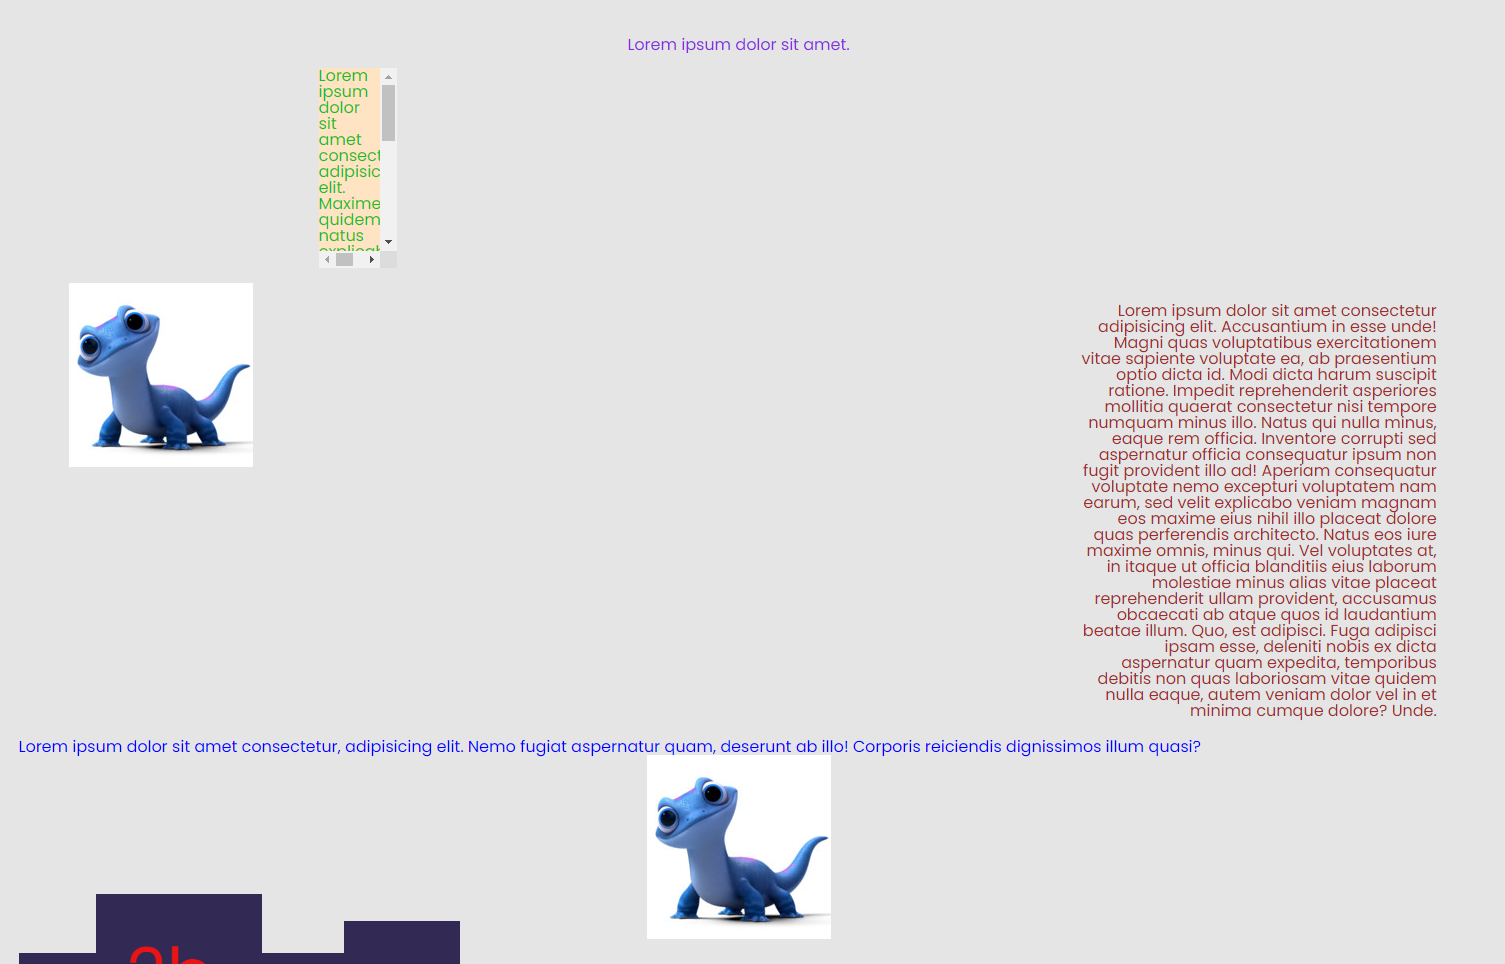 Lorem ipsum dolor sit amet.
Lorem
ipsum
dolor
sit
amet
consect
adipisic
elit.
Maxime
quidem
natus
Lorem ipsum dolor sit amet consectetur
adipisicing elit. Accusantium in esse unde!
Magni quas voluptatibus exercitationem
vitae sapiente voluptate ea, ab praesentium
optio dicta id. Modi dicta harum suscipit
ratione. Impedit reprehenderit asperiores
mollitia quaerat consectetur nisi tempore
numquam minus illo. Natus qui nulla minus,
eaque rem officia. Inventore corrupti sed
aspernatur officia consequatur ipsum non
fugit provident illo ad! Aperiam consequatur
voluptate nemo excepturi voluptatem nam
earum, sed velit explicabo veniam magnam
eos maxime eius nihil illo placeat dolore
quas perferendis architecto. Natus eos iure
maxime omnis, minus qui. Vel voluptates at,
in itaque ut officia blanditiis eius laborum
molestiae minus alias vitae placeat
reprehenderit ullam provident, accusamus
obcaecati ab atque quos id laudantium
beatae illum. Quo, est adipisci. Fuga adipisci
ipsam esse, deleniti nobis ex dicta
aspernatur quam expedita, temporibus
debitis non quas laboriosam vitae quidem
nulla eaque, autem veniam dolor vel in et
minima cumque dolore? Unde.
Lorem ipsum dolor sit amet consectetur, adipisicing elit. Nemo fugiat aspernatur quam, deserunt ab illo! Corporis reiciendis dignissimos illum quasi?